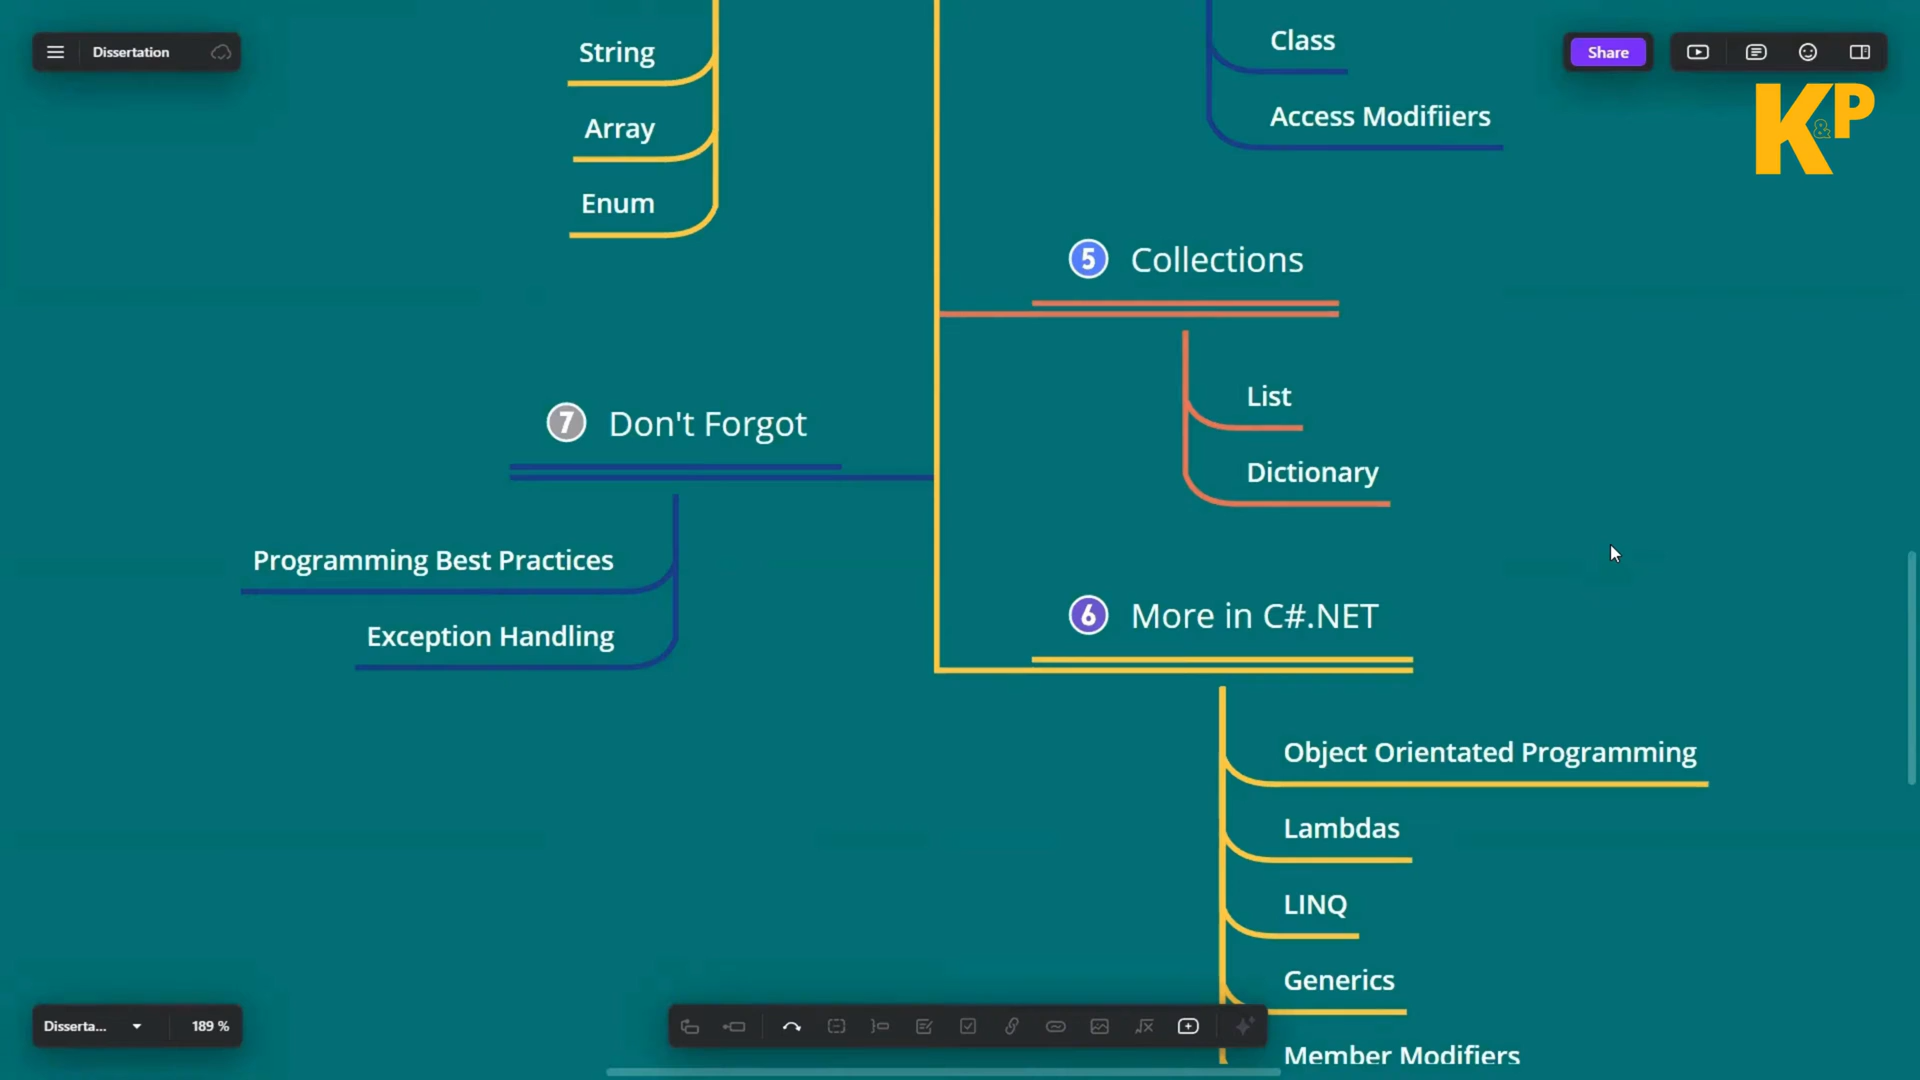 Dissertation
Share
K&P
String
Array
Enum
Class
Access Modifiiers
5 Collections
List
Dictionary
7 Don't Forgot
Programming Best Practices
Exception Handling
6 More in C#.NET
Object Orientated Programming
Lambdas
LINQ
Generics
Member Modifiers
Disserta...
189 %